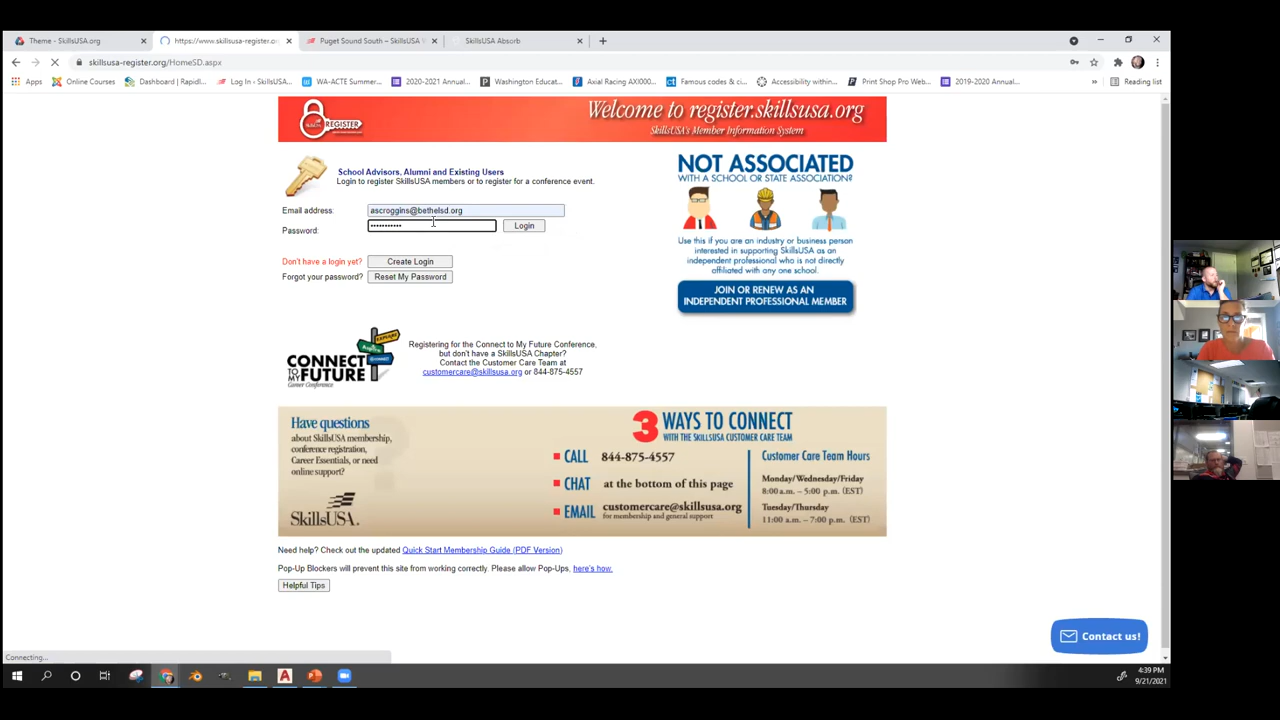 Theme - SkillsUSA.org
https://www.skillsusa-register.or
Puget Sound South – SkillsUSA
SkillsUSA Absorb
skillsusa-register.org/HomeSD.aspx
Apps
Online Courses
Dashboard | Rapidl...
Log In ‹ SkillsUS...
WA-ACTE Summer...
2020-2021 Annual...
Washington Educat...
Axial Racing AXI000...
Famous codes & ci...
Accessibility within...
Print Shop Pro Web...
2019-2020 Annual...
»
Reading list
REGISTER
Welcome to register.skillsusa.org
SkillsUSA's Member Information System
School Advisors, Alumni and Existing Users
Login to register SkillsUSA members or to register for a conference event.
Email address:
ascroggins@bethelsd.org
Password:
•••••••••••
Login
Don't have a login yet?
Create Login
Forgot your password?
Reset My Password
NOT ASSOCIATED
WITH A SCHOOL OR STATE ASSOCIATION?
Use this if you are an industry or business person
interested in supporting SkillsUSA as an
independent professional who is not directly
affiliated with any one school.
JOIN OR RENEW AS AN
INDEPENDENT PROFESSIONAL MEMBER
CONNECT
TO MY
FUTURE
Career Conference
Registering for the Connect to My Future Conference,
but don't have a SkillsUSA Chapter?
Contact the Customer Care Team at
customercare@skillsusa.org or 844-875-4557
Have questions
about SkillsUSA membership,
conference registration,
Career Essentials, or need
online support?
SkillsUSA.
3 WAYS TO CONNECT
WITH THE SKILLSUSA CUSTOMER CARE TEAM
CALL 844-875-4557
CHAT at the bottom of this page
EMAIL customercare@skillsusa.org
for membership and general support
Customer Care Team Hours
Monday/Wednesday/Friday
8:00 a.m. – 5:00 p.m. (EST)
Tuesday/Thursday
11:00 a.m. – 7:00 p.m. (EST)
Need help? Check out the updated Quick Start Membership Guide (PDF Version)
Pop-Up Blockers will prevent this site from working correctly. Please allow Pop-Ups, here's how.
Helpful Tips
Contact us!
Connecting...
4:39 PM
9/21/2021